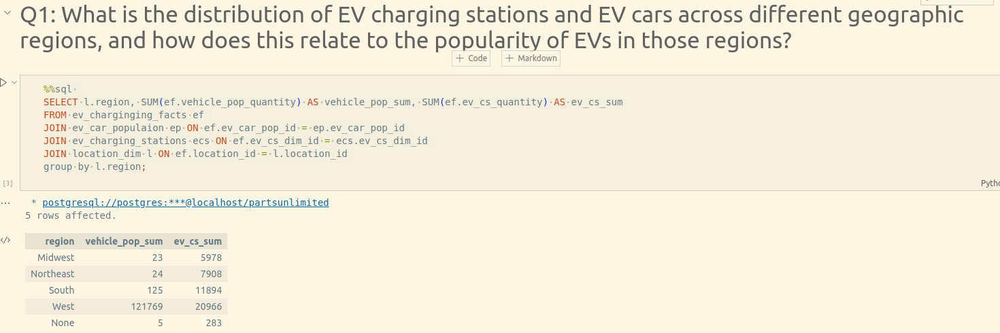 Q1: What is the distribution of EV charging stations and EV cars across different geographic
regions, and how does this relate to the popularity of EVs in those regions?
+ Code + Markdown
%%sql
SELECT l.region, SUM(ef.vehicle_pop_quantity) AS vehicle_pop_sum, SUM(ef.ev_cs_quantity) AS ev_cs_sum
FROM ev_charginging_facts ef
JOIN ev_car_populaion ep ON ef.ev_car_pop_id = ep.ev_car_pop_id
JOIN ev_charging_stations ecs ON ef.ev_cs_dim_id = ecs.ev_cs_dim_id
JOIN location_dim l ON ef.location_id = l.location_id
group by l.region;
[3] Pytho
* postgresql://postgres:***@localhost/partsunlimited
5 rows affected.
region vehicle_pop_sum ev_cs_sum
Midwest 23 5978
Northeast 24 7908
South 125 11894
West 121769 20966
None 5 283